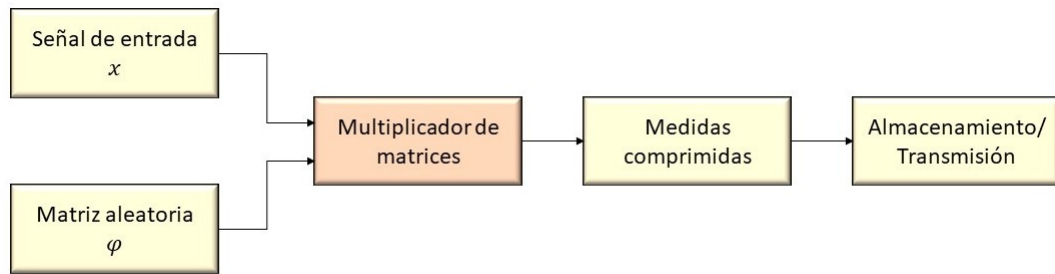 Señal de entrada
x
Matriz aleatoria
φ
Multiplicador de
matrices
Medidas
comprimidas
Almacenamiento/
Transmisión